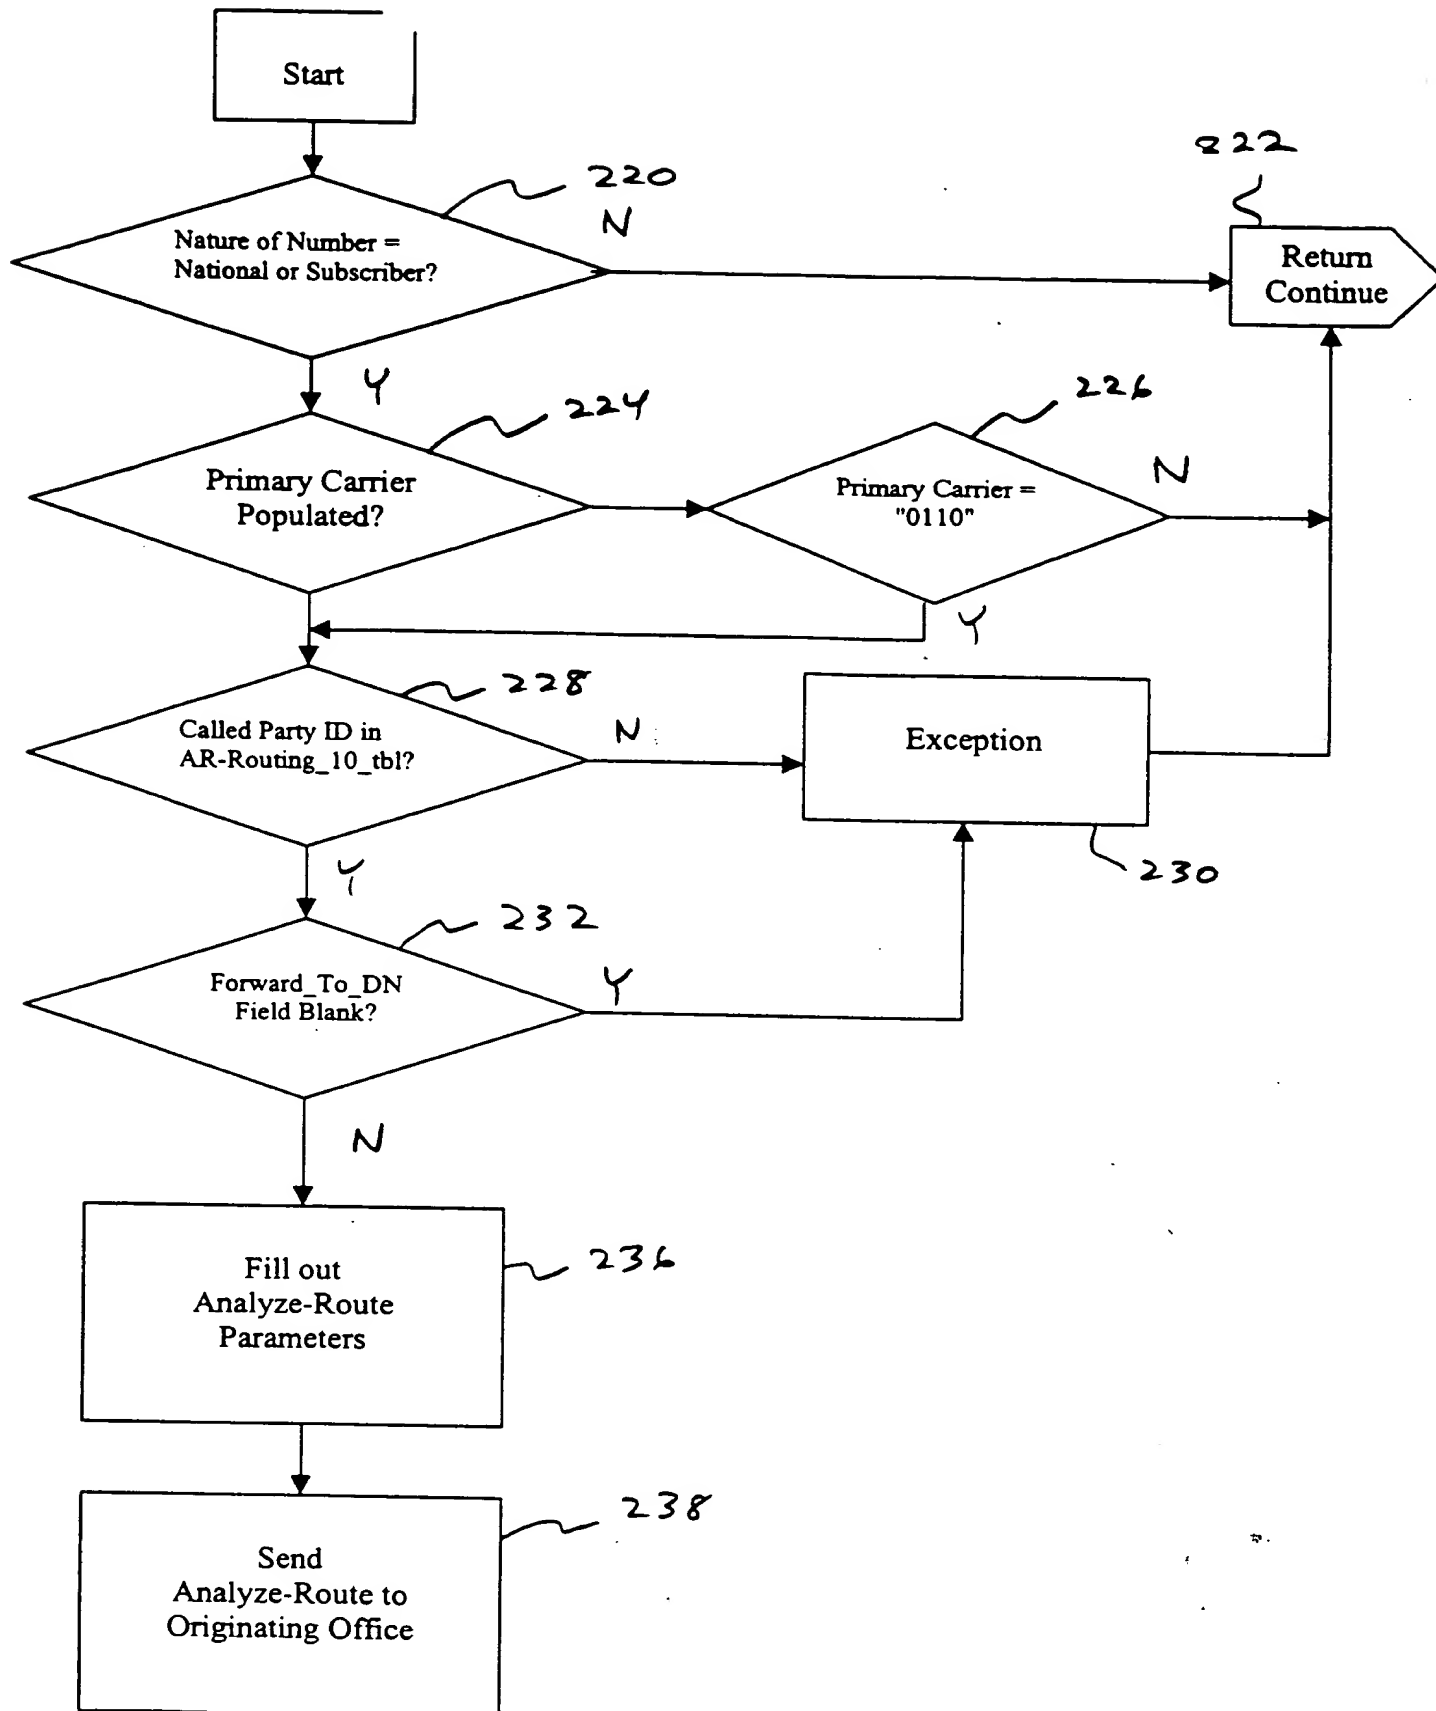 Start
220
822
N
Nature of Number =
National or Subscriber?
Return
Continue
Y
224
226
Primary Carrier
Populated?
Primary Carrier =
"0110"
N
Y
228
Called Party ID in
AR-Routing_10_tbl?
N
Exception
Y
230
232
Forward_To_DN
Field Blank?
Y
N
236
Fill out
Analyze-Route
Parameters
238
Send
Analyze-Route to
Originating Office